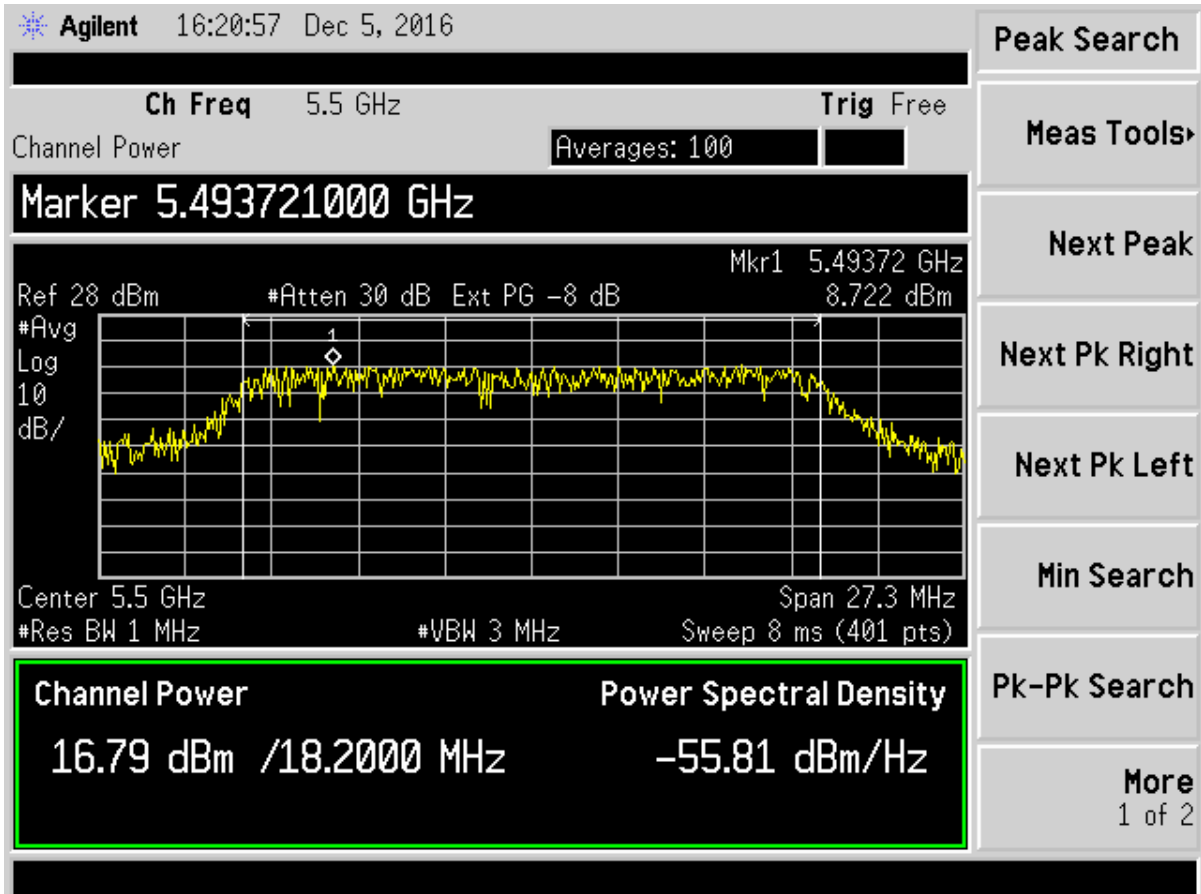 Agilent 16:20:57 Dec 5, 2016
Peak Search
Ch Freq 5.5 GHz Trig Free
Channel Power Averages: 100
Meas Tools
Marker 5.493721000 GHz
Next Peak
Mkr1 5.49372 GHz
Ref 28 dBm #Atten 30 dB Ext PG -8 dB 8.722 dBm
#Avg
Log
10
dB/
1
Next Pk Right
Next Pk Left
Min Search
Center 5.5 GHz Span 27.3 MHz
#Res BW 1 MHz #VBW 3 MHz Sweep 8 ms (401 pts)
Channel Power Power Spectral Density
16.79 dBm /18.2000 MHz -55.81 dBm/Hz
Pk-Pk Search
More
1 of 2